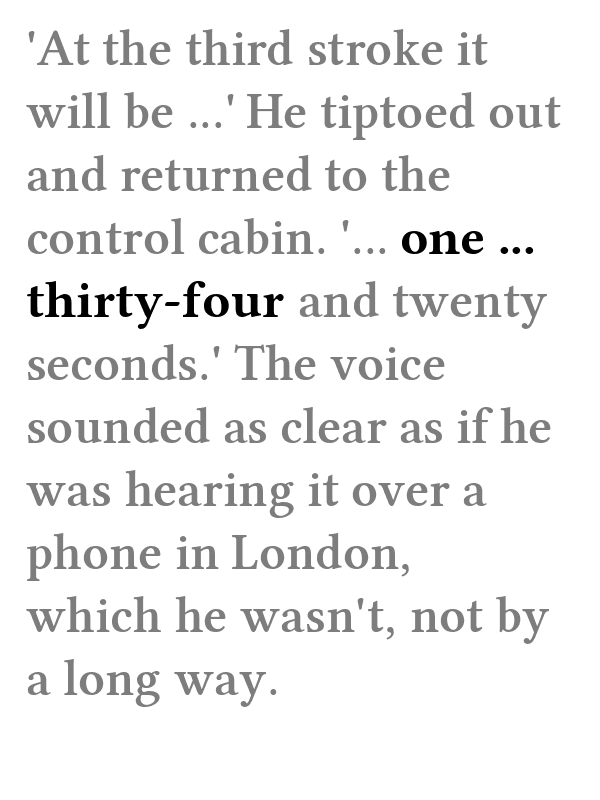 'At the third stroke it
will be ...' He tiptoed out
and returned to the
control cabin. '... one ...
thirty-four and twenty
seconds.' The voice
sounded as clear as if he
was hearing it over a
phone in London,
which he wasn't, not by
a long way.